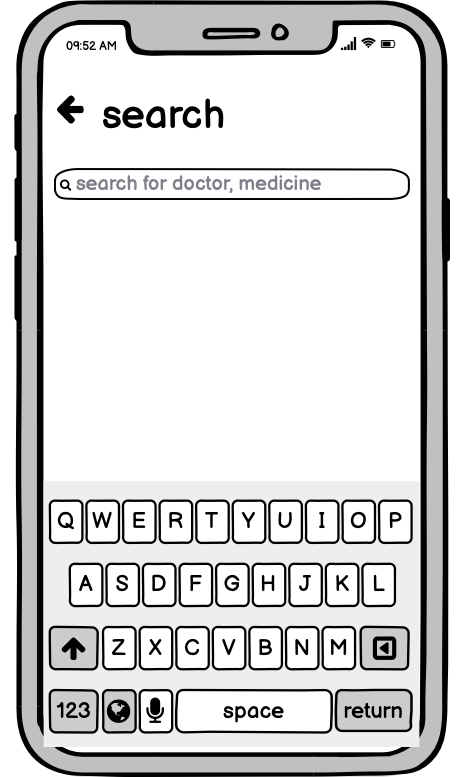 09:52 AM
search
search for doctor, medicine
Q W E R T Y U I O P
A S D F G H J K L
Z X C V B N M
123 space return